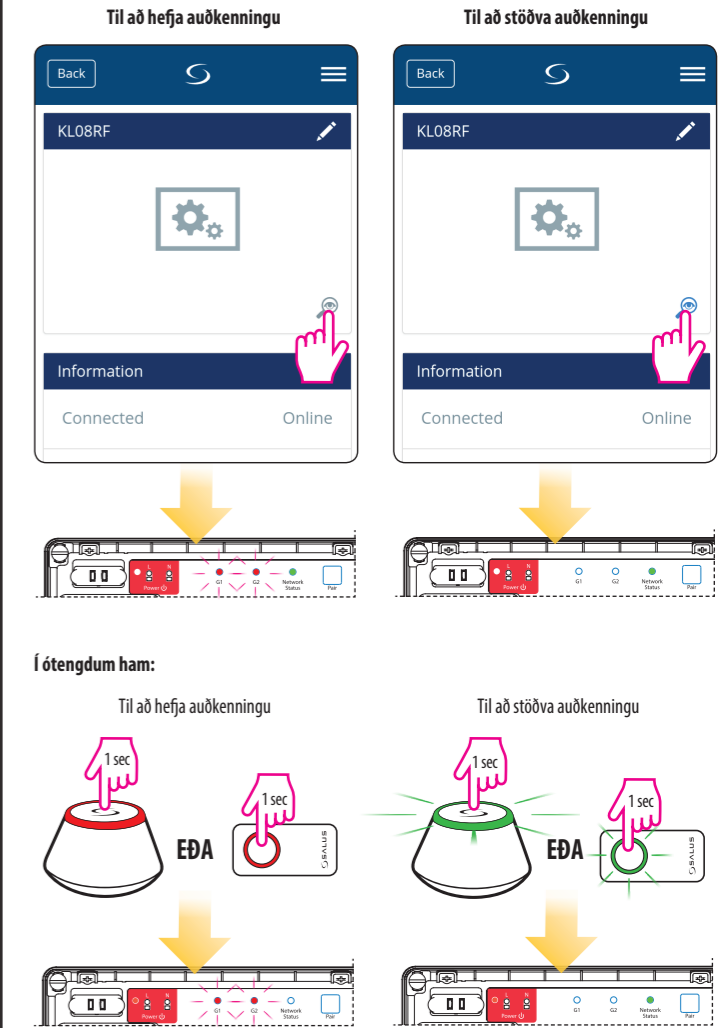 Til að hefja auðkenningu
Til að stöðva auðkenningu
Back
KL08RF
Information
Connected Online
Back
KL08RF
Information
Connected Online
L N
Power
G1 G2 Network Status Pair
L N
Power
G1 G2 Network Status Pair
Í ótengdum ham:
Til að hefja auðkenningu
Til að stöðva auðkenningu
1 sec
EÐA
1 sec
SALUS
1 sec
EÐA
1 sec
SALUS
L N
Power
G1 G2 Network Status Pair
L N
Power
G1 G2 Network Status Pair